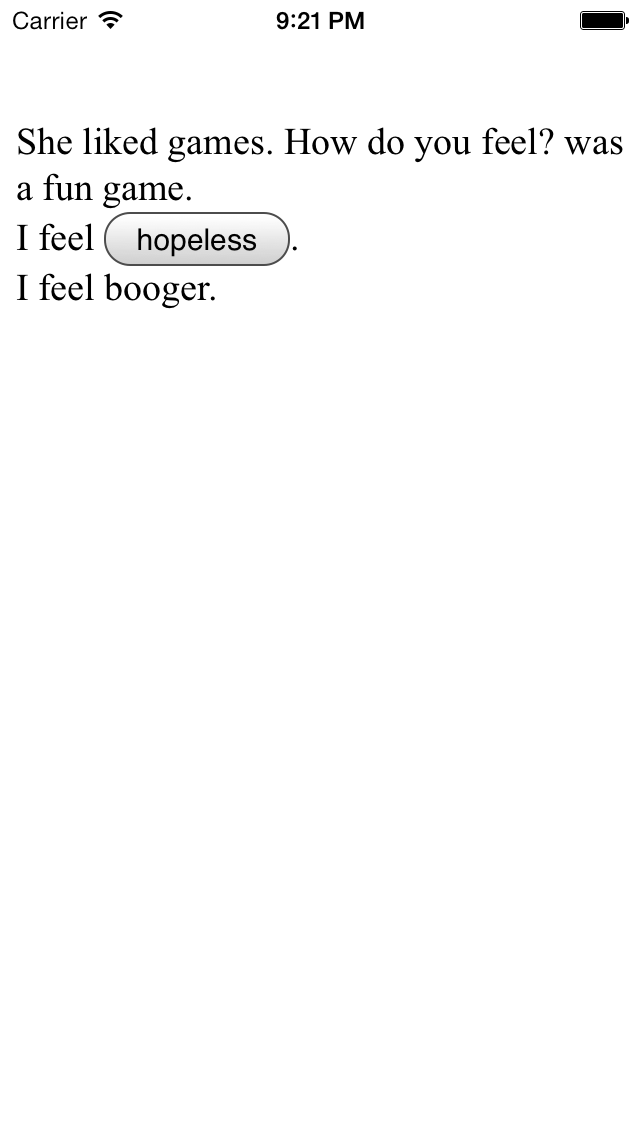 Carrier 9:21 PM
She liked games. How do you feel? was
a fun game.
I feel hopeless.
I feel booger.